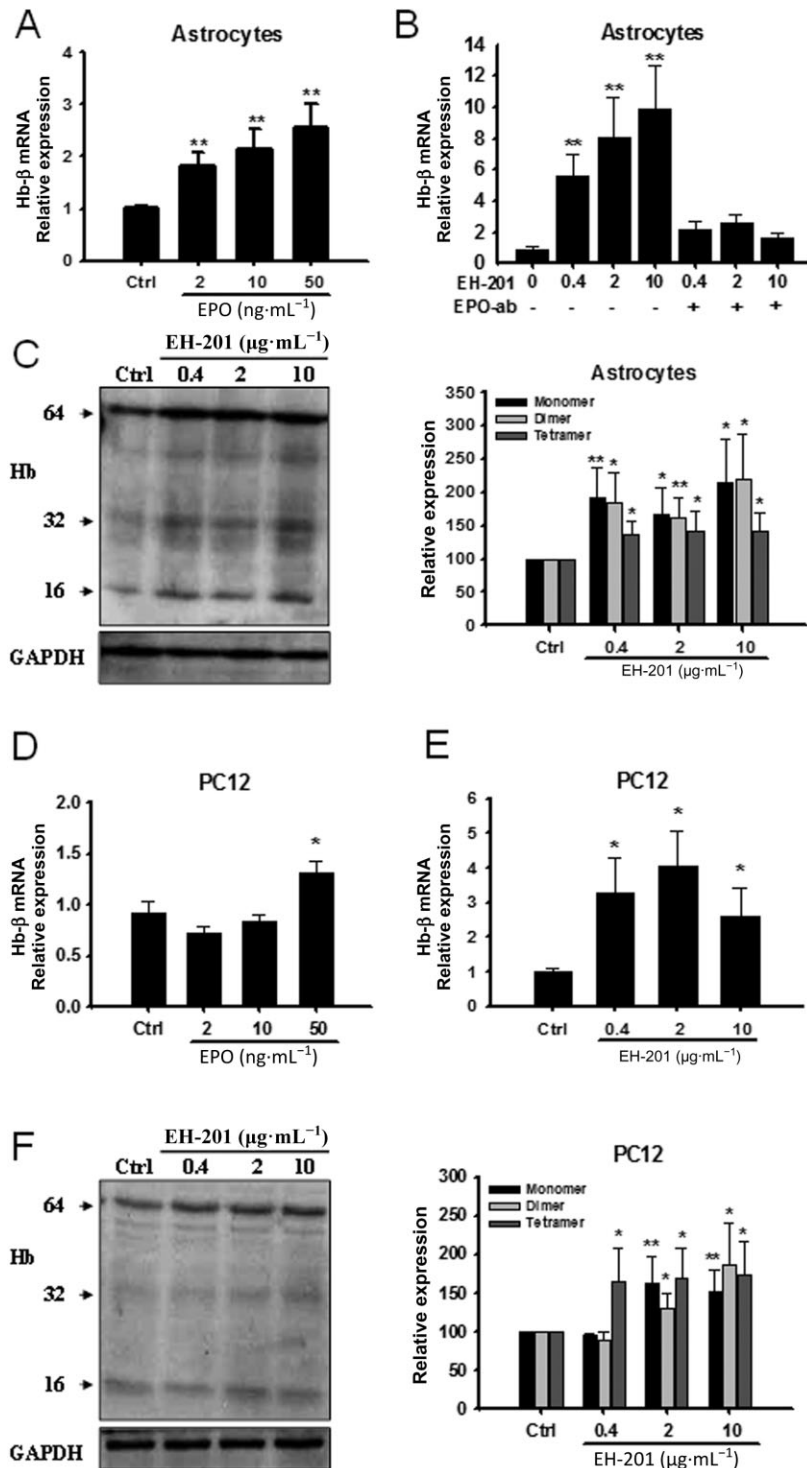 A
Astrocytes
Hb-β mRNA
Relative expression
4
3
2
1
0
** ** **
Ctrl 2 10 50
EPO (ng·mL⁻¹)
B
Astrocytes
Hb-β mRNA
Relative expression
14
12
10
8
6
4
2
0
** ** **
EH-201 0 0.4 2 10 0.4 2 10
EPO-ab - - - - + + +
C
EH-201 (μg·mL⁻¹)
Ctrl 0.4 2 10
64
Hb
32
16
GAPDH
Astrocytes
Relative expression
350
300
250
200
150
100
50
0
Monomer
Dimer
Tetramer
** * * * ** * * * *
Ctrl 0.4 2 10
EH-201 (μg·mL⁻¹)
D
PC12
Hb-β mRNA
Relative expression
2.0
1.5
1.0
0.5
0.0
*
Ctrl 2 10 50
EPO (ng·mL⁻¹)
E
PC12
Hb-β mRNA
Relative expression
6
5
4
3
2
1
0
* * *
Ctrl 0.4 2 10
EH-201 (μg·mL⁻¹)
F
EH-201 (μg·mL⁻¹)
Ctrl 0.4 2 10
64
Hb
32
16
GAPDH
PC12
Relative expression
300
250
200
150
100
50
0
Monomer
Dimer
Tetramer
* ** * * ** * *
Ctrl 0.4 2 10
EH-201 (μg·mL⁻¹)